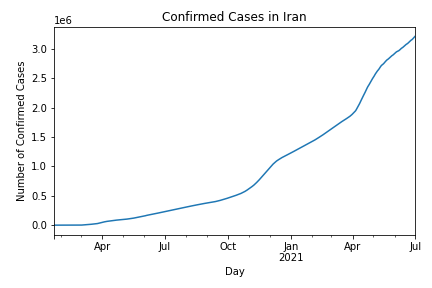 Confirmed Cases in Iran
1e6
3.0
2.5
2.0
1.5
1.0
0.5
0.0
Number of Confirmed Cases
Apr
Jul
Oct
Jan
2021
Apr
Jul
Day